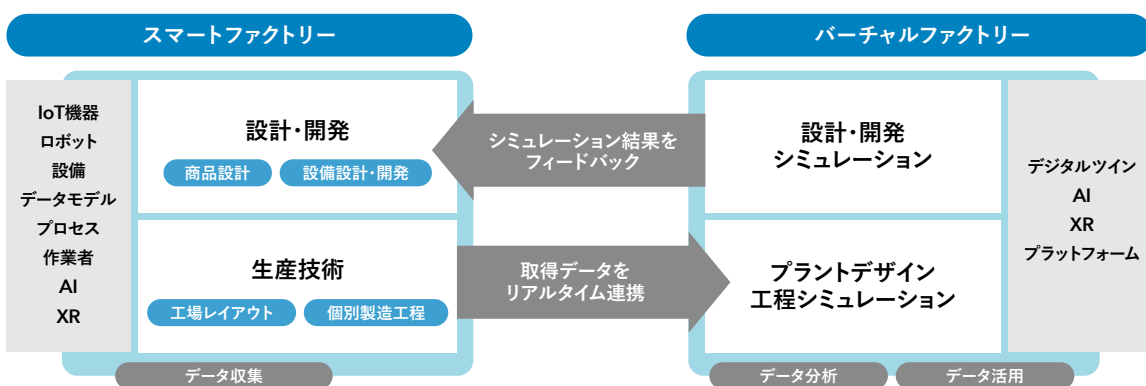 スマートファクトリー
バーチャルファクトリー
IoT機器
ロボット
設備
データモデル
プロセス
作業者
AI
XR
設計・開発
商品設計
設備設計・開発
生産技術
工場レイアウト
個別製造工程
データ収集
シミュレーション結果を
フィードバック
取得データを
リアルタイム連携
設計・開発
シミュレーション
プラントデザイン
工程シミュレーション
データ分析
データ活用
デジタルツイン
AI
XR
プラットフォーム